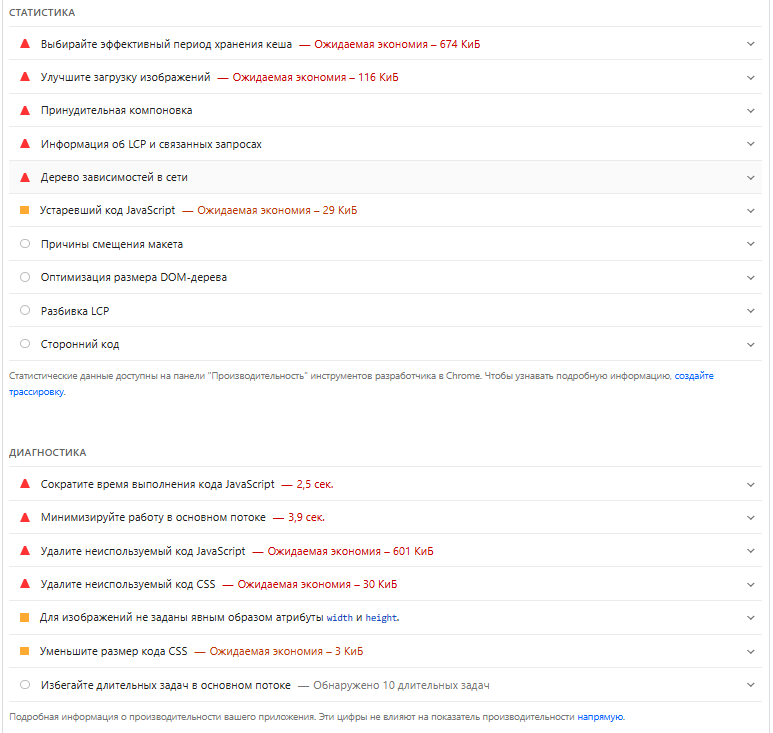 СТАТИСТИКА
Выбирайте эффективный период хранения кеша — Ожидаемая экономия – 674 КиБ
Улучшите загрузку изображений — Ожидаемая экономия – 116 КиБ
Принудительная компоновка
Информация об LCP и связанных запросах
Дерево зависимостей в сети
Устаревший код JavaScript — Ожидаемая экономия – 29 КиБ
Причины смещения макета
Оптимизация размера DOM-дерева
Разбивка LCP
Сторонний код
Статистические данные доступны на панели "Производительность" инструментов разработчика в Chrome. Чтобы узнавать подробную информацию, создайте
трассировку.
ДИАГНОСТИКА
Сократите время выполнения кода JavaScript — 2,5 сек.
Минимизируйте работу в основном потоке — 3,9 сек.
Удалите неиспользуемый код JavaScript — Ожидаемая экономия – 601 КиБ
Удалите неиспользуемый код CSS — Ожидаемая экономия – 30 КиБ
Для изображений не заданы явным образом атрибуты width и height.
Уменьшите размер кода CSS — Ожидаемая экономия – 3 КиБ
Избегайте длительных задач в основном потоке — Обнаружено 10 длительных задач
Подробная информация о производительности вашего приложения. Эти цифры не влияют на показатель производительности напрямую.